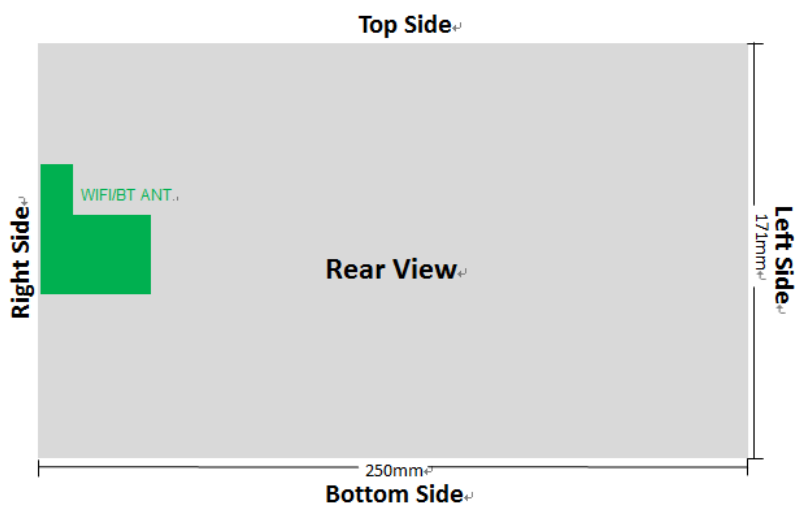 Top Side
WIFI/BT ANT.
Right Side
Rear View
Left Side
171mm
250mm
Bottom Side